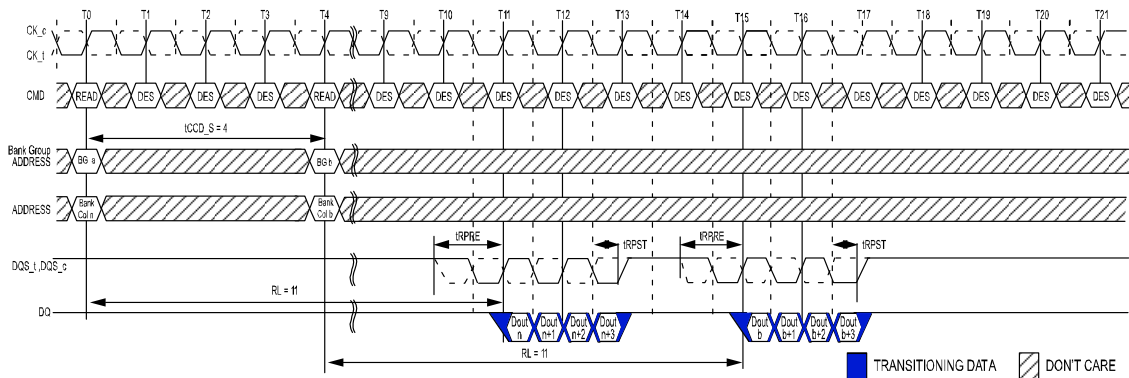 T0 T1 T2 T3 T4 T9 T10 T11 T12 T13 T14 T15 T16 T17 T18 T19 T20 T21
CK_c
CK_t
CMD READ DES DES DES READ DES DES DES DES DES DES DES DES DES DES DES DES DES
tCCD_S = 4
Bank Group
ADDRESS BG a BG b
ADDRESS Bank Col n Bank Col b
tRPRE tRPST tRPRE tRPST
DQS_t ,DQS_c
RL = 11
DQ Dout n Dout n+1 Dout n+2 Dout n+3 Dout b Dout b+1 Dout b+2 Dout b+3
RL = 11
TRANSITIONING DATA DON'T CARE